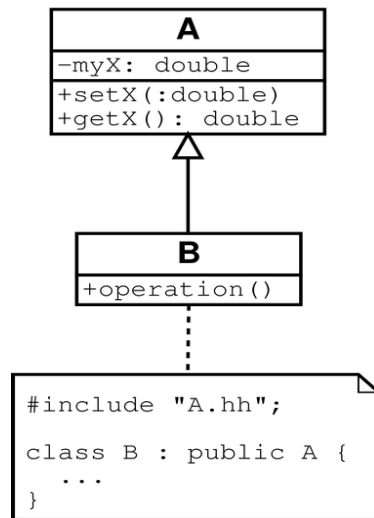 A
-myX: double
+setX(:double)
+getX(): double
B
+operation()
#include "A.hh";
class B : public A {
...
}